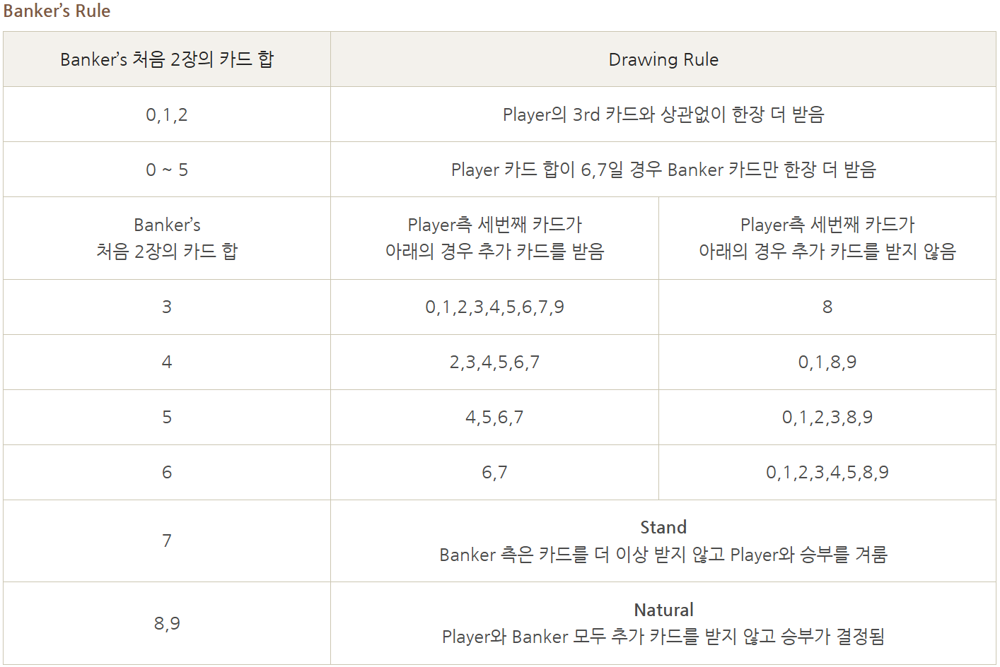 Banker’s Rule
Banker’s 처음 2장의 카드 합
Drawing Rule
0,1,2
Player의 3rd 카드와 상관없이 한장 더 받음
0 ~ 5
Player 카드 합이 6,7일 경우 Banker 카드만 한장 더 받음
Banker’s
처음 2장의 카드 합
Player측 세번째 카드가
아래의 경우 추가 카드를 받음
Player측 세번째 카드가
아래의 경우 추가 카드를 받지 않음
3
0,1,2,3,4,5,6,7,9
8
4
2,3,4,5,6,7
0,1,8,9
5
4,5,6,7
0,1,2,3,8,9
6
6,7
0,1,2,3,4,5,8,9
7
Stand
Banker 측은 카드를 더 이상 받지 않고 Player와 승부를 겨룸
8,9
Natural
Player와 Banker 모두 추가 카드를 받지 않고 승부가 결정됨